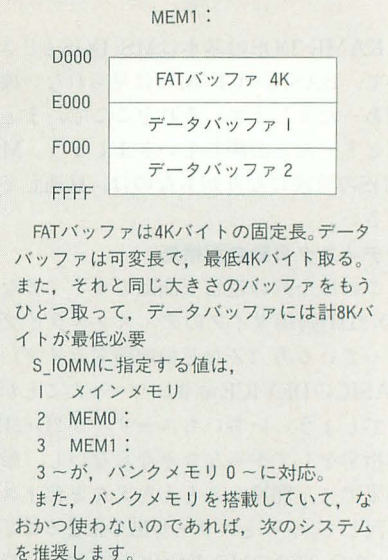 MEM1：
D000
FATバッファ 4K
E000
データバッファ 1
F000
データバッファ 2
FFFF
FATバッファは4Kバイトの固定長。データ
バッファは可変長で，最低4Kバイト取る。
また，それと同じ大きさのバッファをもう
ひとつ取って，データバッファには計8Kバ
イトが最低必要
S_IOMMに指定する値は，
1 メインメモリ
2 MEM0：
3 MEM1：
3～が，バンクメモリ0～に対応。
また，バンクメモリを搭載していて，な
おかつ使わないのであれば，次のシステム
を推奨します。